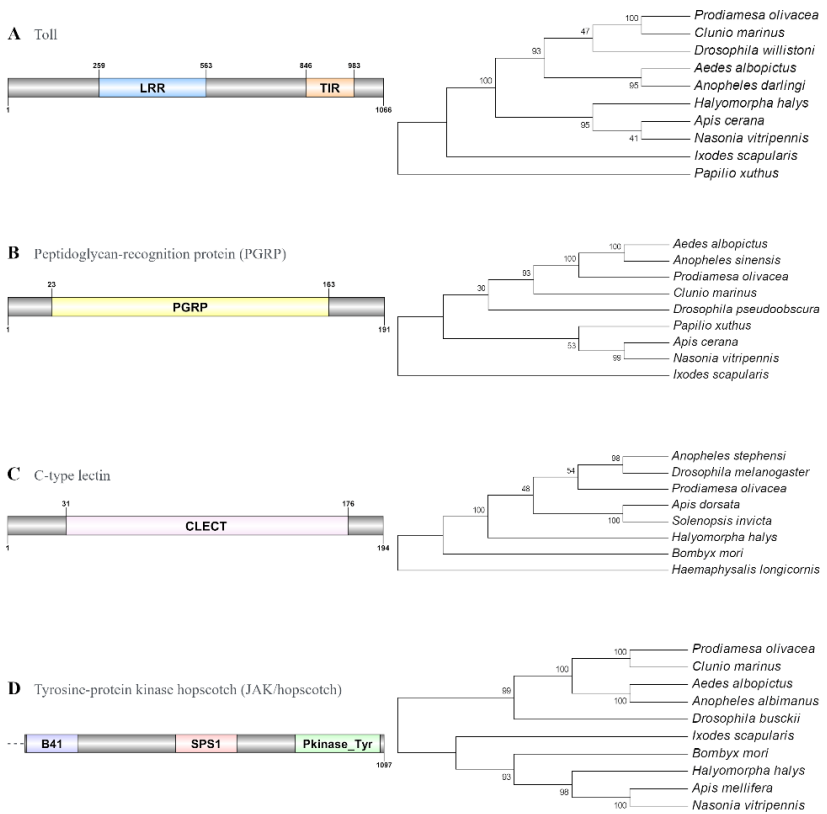 A Toll
259 563 846 983
LRR TIR
1 1066
100 Prodiamesa olivacea
47 Clunio marinus
93 Drosophila willistoni
100 Aedes albopictus
95 Anopheles darlingi
Halyomorpha halys
95 Apis cerana
41 Nasonia vitripennis
Ixodes scapularis
Papilio xuthus
B Peptidoglycan-recognition protein (PGRP)
23 163
PGRP
1 191
100 Aedes albopictus
100 Anopheles sinensis
93 Prodiamesa olivacea
30 Clunio marinus
Drosophila pseudoobscura
Papilio xuthus
53 Apis cerana
99 Nasonia vitripennis
Ixodes scapularis
C C-type lectin
31 176
CLECT
1 194
98 Anopheles stephensi
54 Drosophila melanogaster
48 Prodiamesa olivacea
100 Apis dorsata
100 Solenopsis invicta
Halyomorpha halys
Bombyx mori
Haemaphysalis longicornis
D Tyrosine-protein kinase hopscotch (JAK/hopscotch)
B41 SPS1 Pkinase_Tyr
1097
100 Prodiamesa olivacea
100 Clunio marinus
99 Aedes albopictus
100 Anopheles albimanus
Drosophila busckii
Ixodes scapularis
Bombyx mori
93 Halyomorpha halys
98 Apis mellifera
100 Nasonia vitripennis